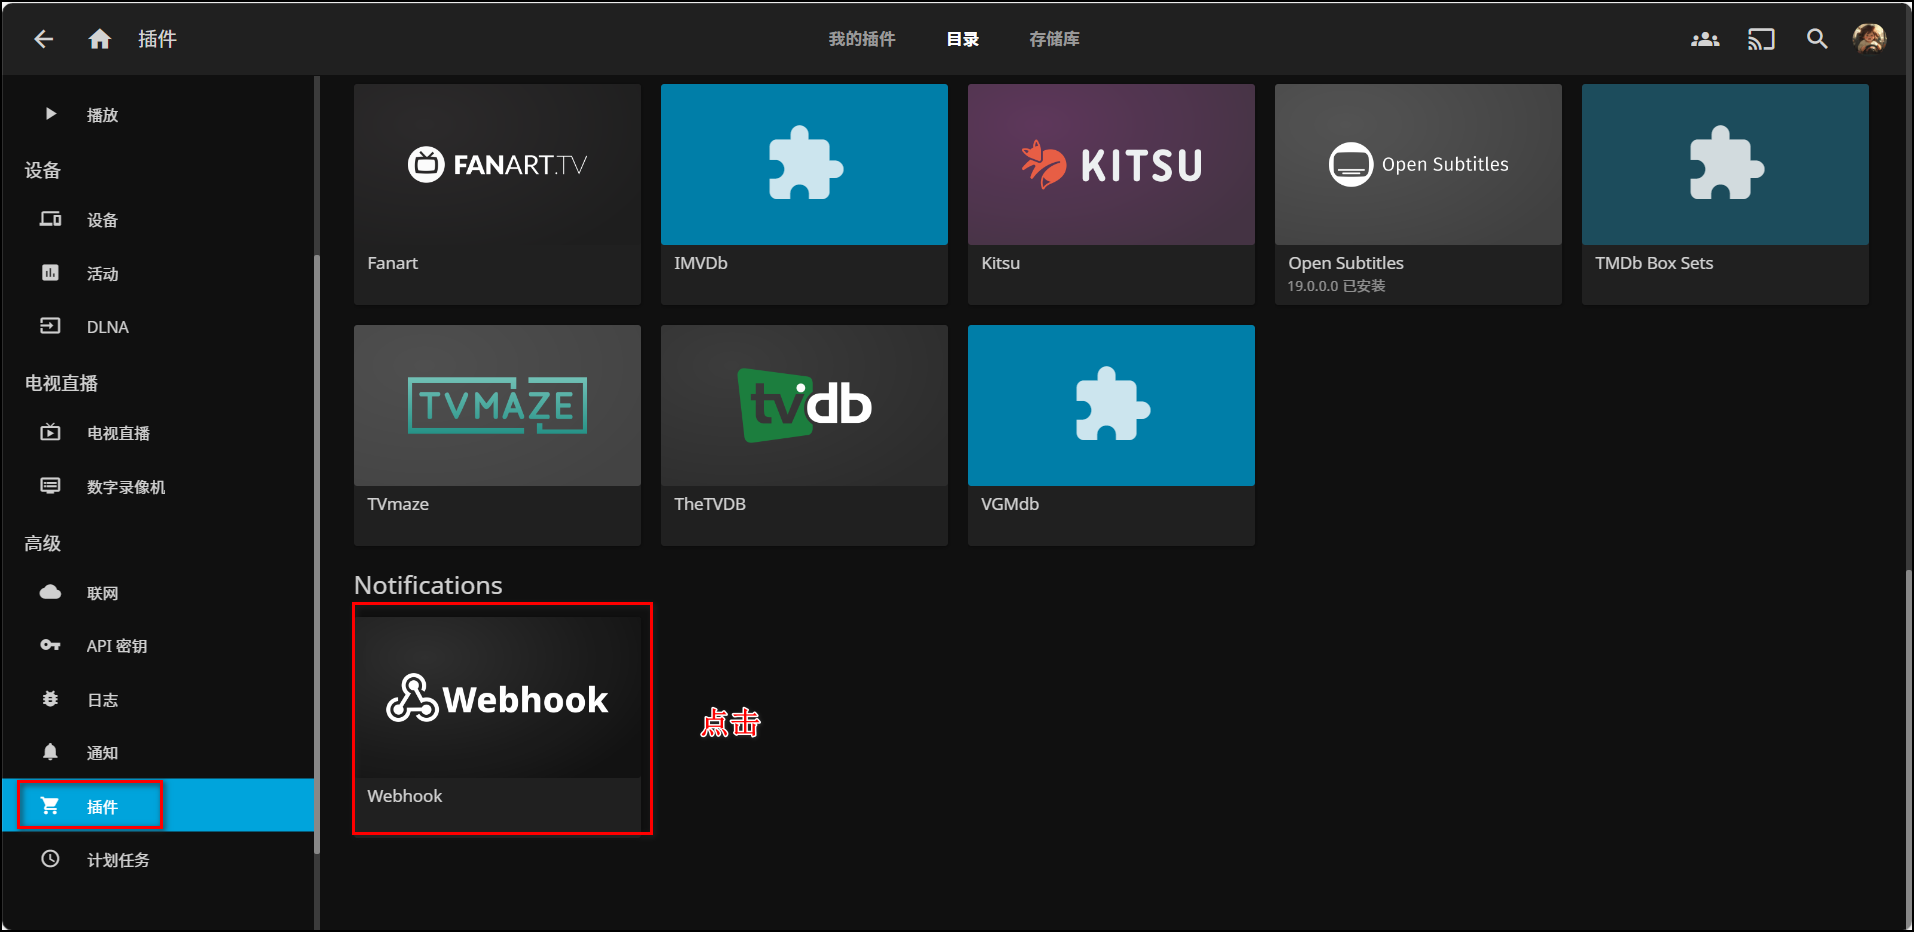 插件
我的插件
目录
存储库
播放
设备
设备
活动
DLNA
电视直播
电视直播
数字录像机
高级
联网
API 密钥
日志
通知
插件
计划任务
FANART.TV
Fanart
IMVDb
KITSU
Kitsu
Open Subtitles
Open Subtitles
19.0.0.0 已安装
TMDb Box Sets
TVMAZE
TVmaze
tvdb
TheTVDB
VGMdb
Notifications
Webhook
Webhook
点击